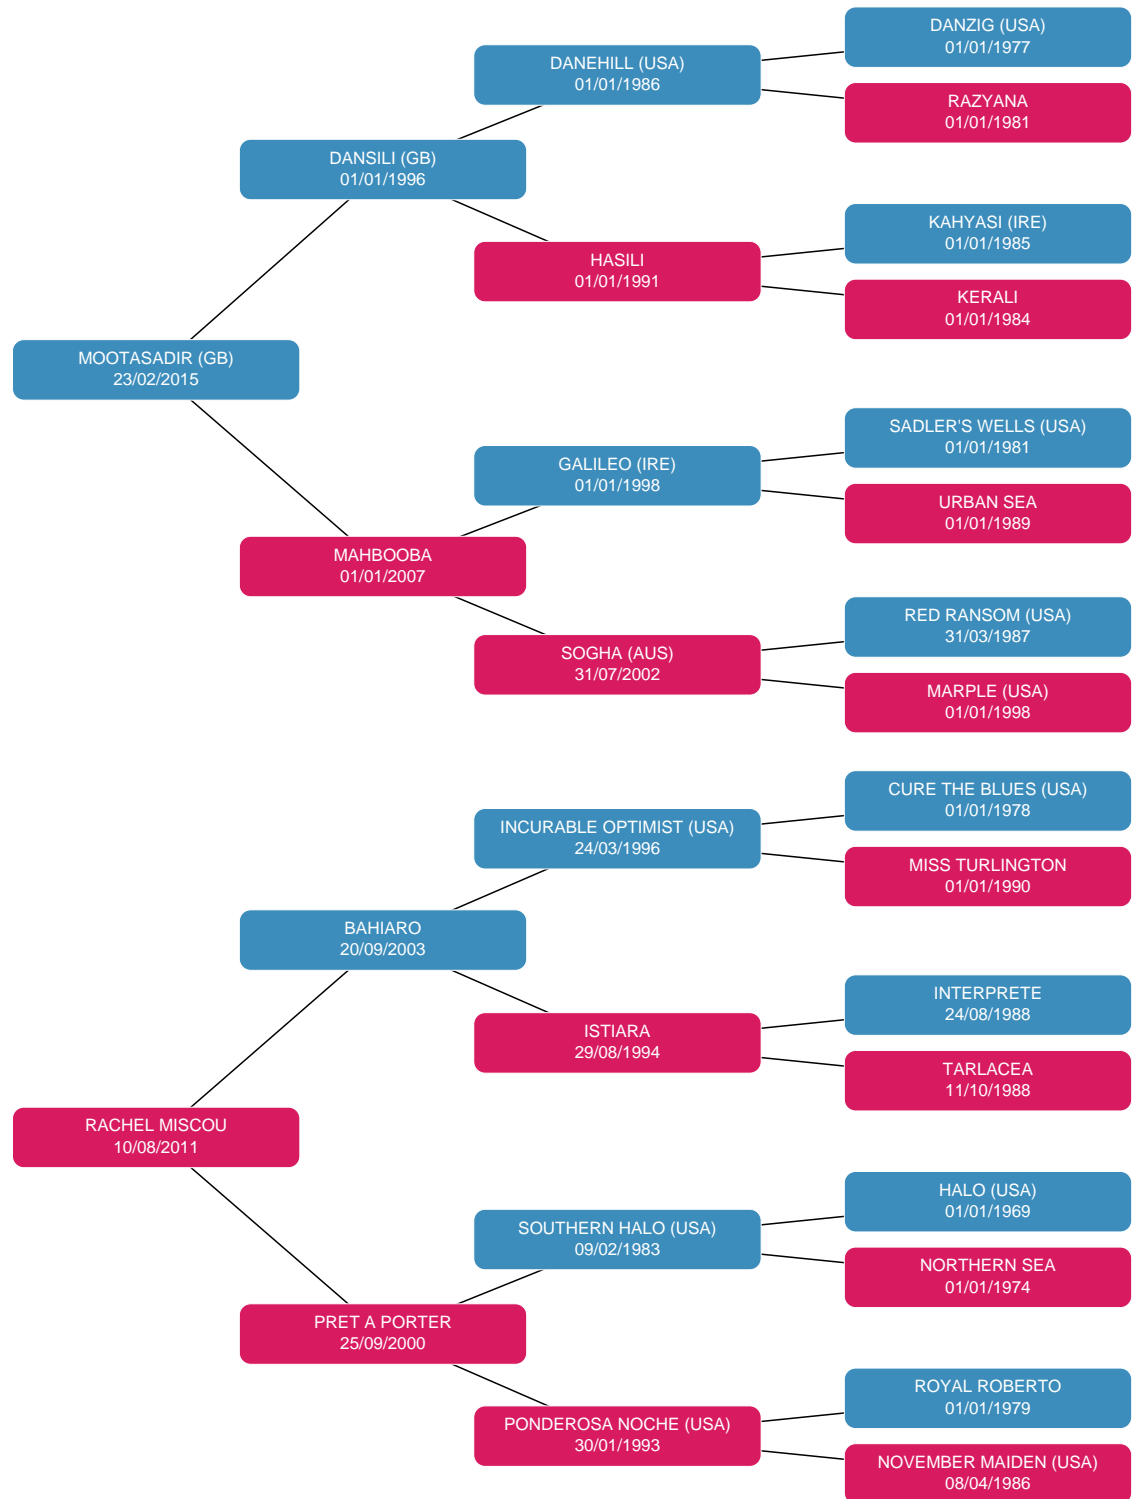 DANZIG (USA)
01/01/1977
DANEHILL (USA)
01/01/1986
RAZYANA
01/01/1981
DANSILI (GB)
01/01/1996
KAHYASI (IRE)
01/01/1985
HASILI
01/01/1991
KERALI
01/01/1984
MOOTASADIR (GB)
23/02/2015
SADLER'S WELLS (USA)
01/01/1981
GALILEO (IRE)
01/01/1998
URBAN SEA
01/01/1989
MAHBOOBA
01/01/2007
RED RANSOM (USA)
31/03/1987
SOGHA (AUS)
31/07/2002
MARPLE (USA)
01/01/1998
CURE THE BLUES (USA)
01/01/1978
INCURABLE OPTIMIST (USA)
24/03/1996
MISS TURLINGTON
01/01/1990
BAHIARO
20/09/2003
INTERPRETE
24/08/1988
ISTIARA
29/08/1994
TARLACEA
11/10/1988
RACHEL MISCOU
10/08/2011
HALO (USA)
01/01/1969
SOUTHERN HALO (USA)
09/02/1983
NORTHERN SEA
01/01/1974
PRET A PORTER
25/09/2000
ROYAL ROBERTO
01/01/1979
PONDEROSA NOCHE (USA)
30/01/1993
NOVEMBER MAIDEN (USA)
08/04/1986